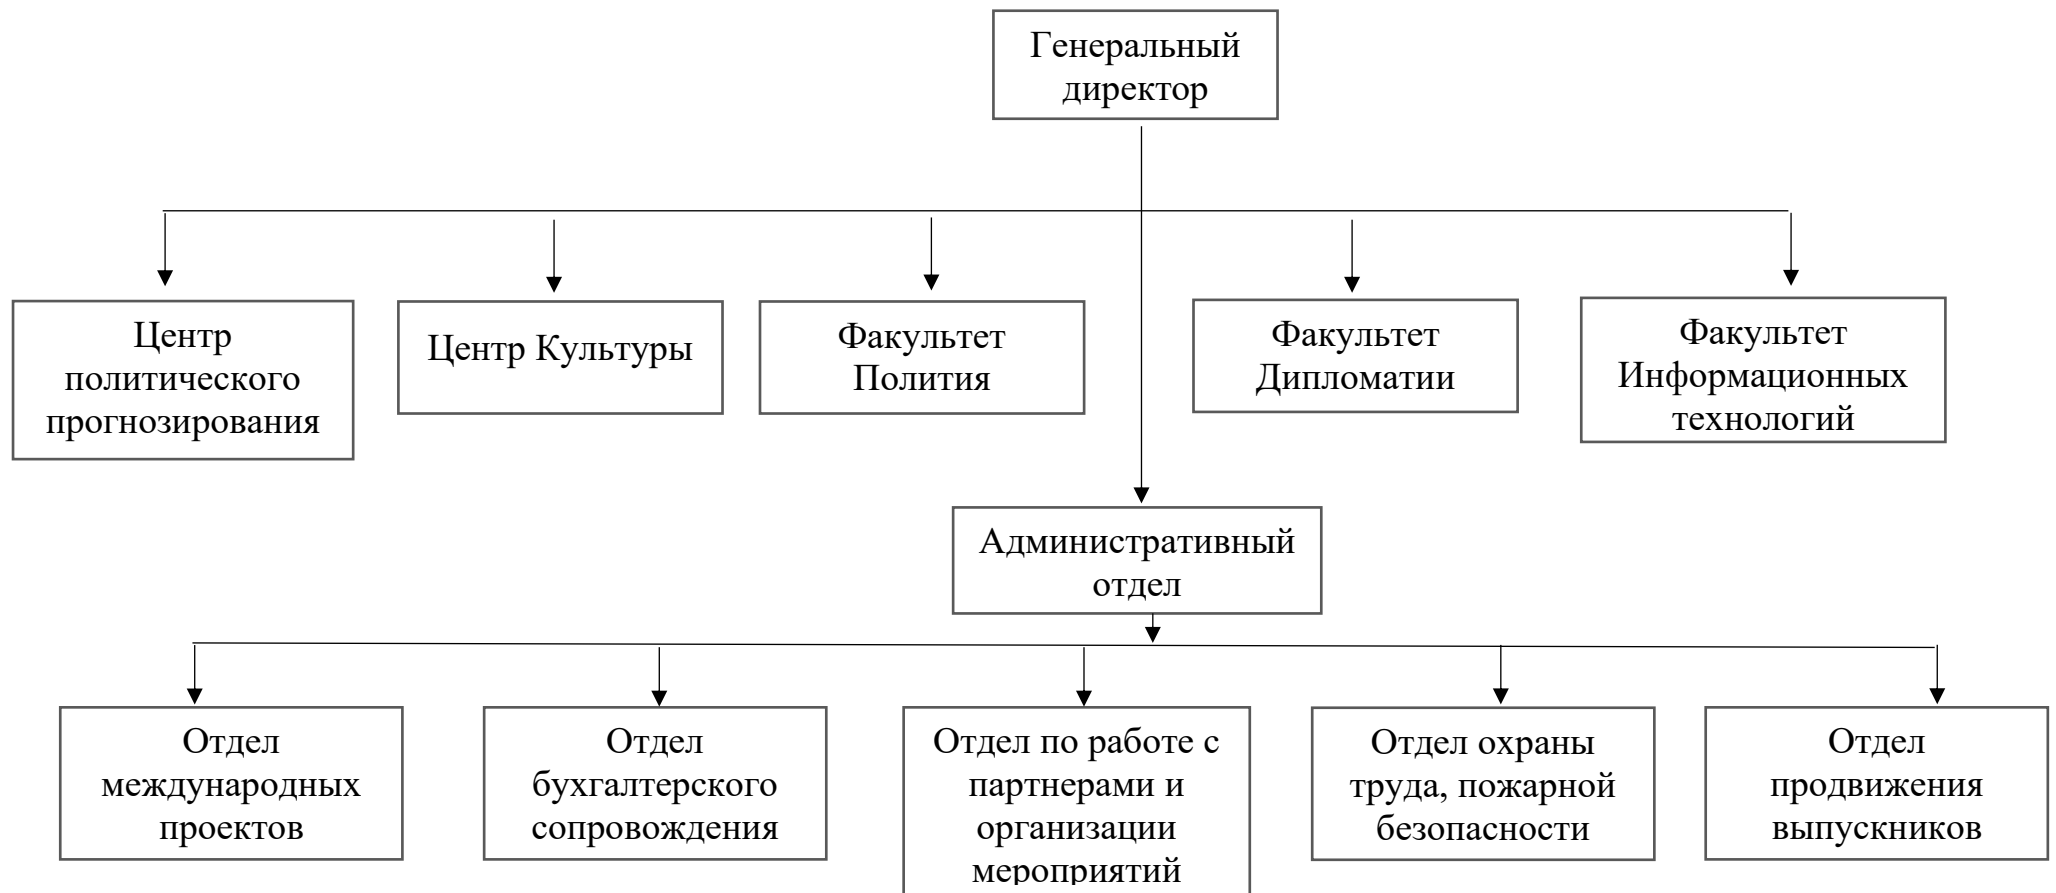 Генеральный
директор
Центр
политического
прогнозирования
Центр Культуры
Факультет
Полития
Факультет
Дипломатии
Факультет
Информационных
технологий
Административный
отдел
Отдел
международных
проектов
Отдел
бухгалтерского
сопровождения
Отдел по работе с
партнерами и
организации
мероприятий
Отдел охраны
труда, пожарной
безопасности
Отдел
продвижения
выпускников